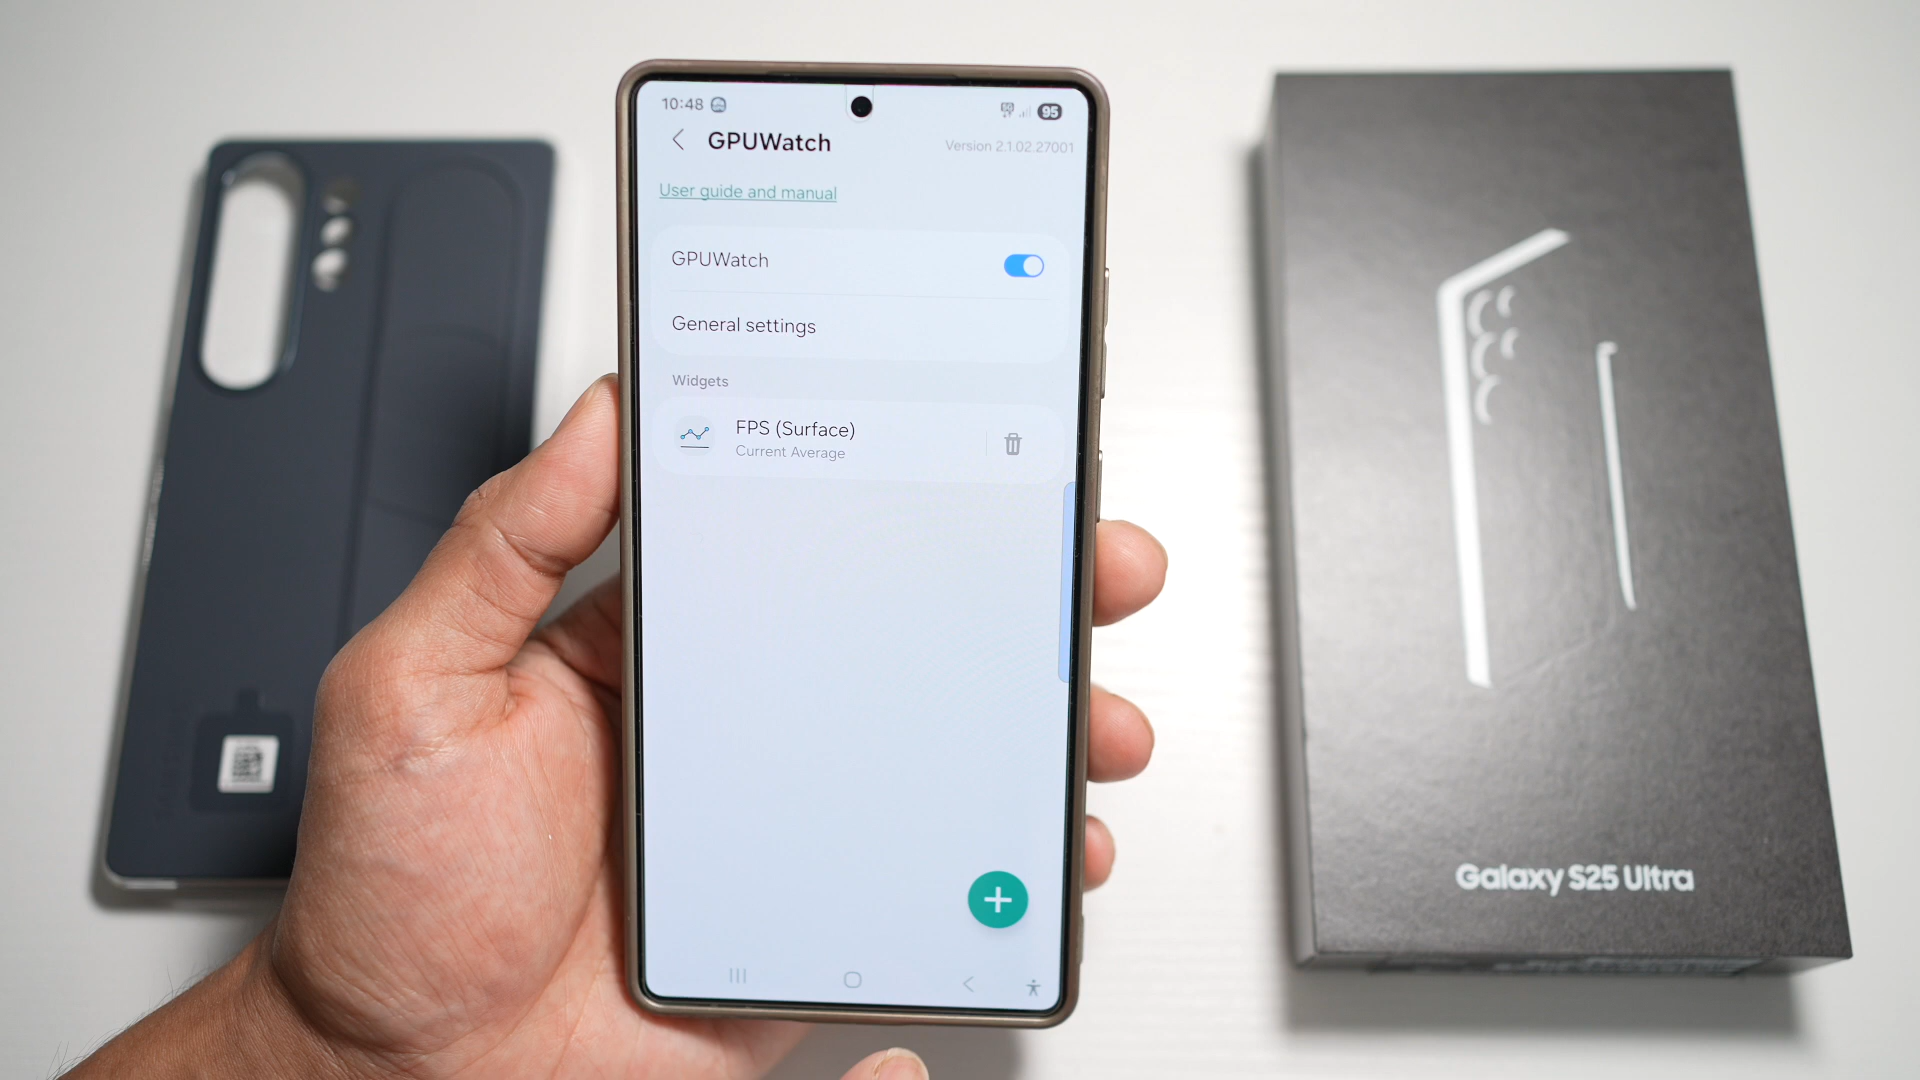 10:48
5G
95
GPUWatch
Version 2.1.02.27001
User guide and manual
GPUWatch
General settings
Widgets
FPS (Surface)
Current Average
Galaxy S25 Ultra